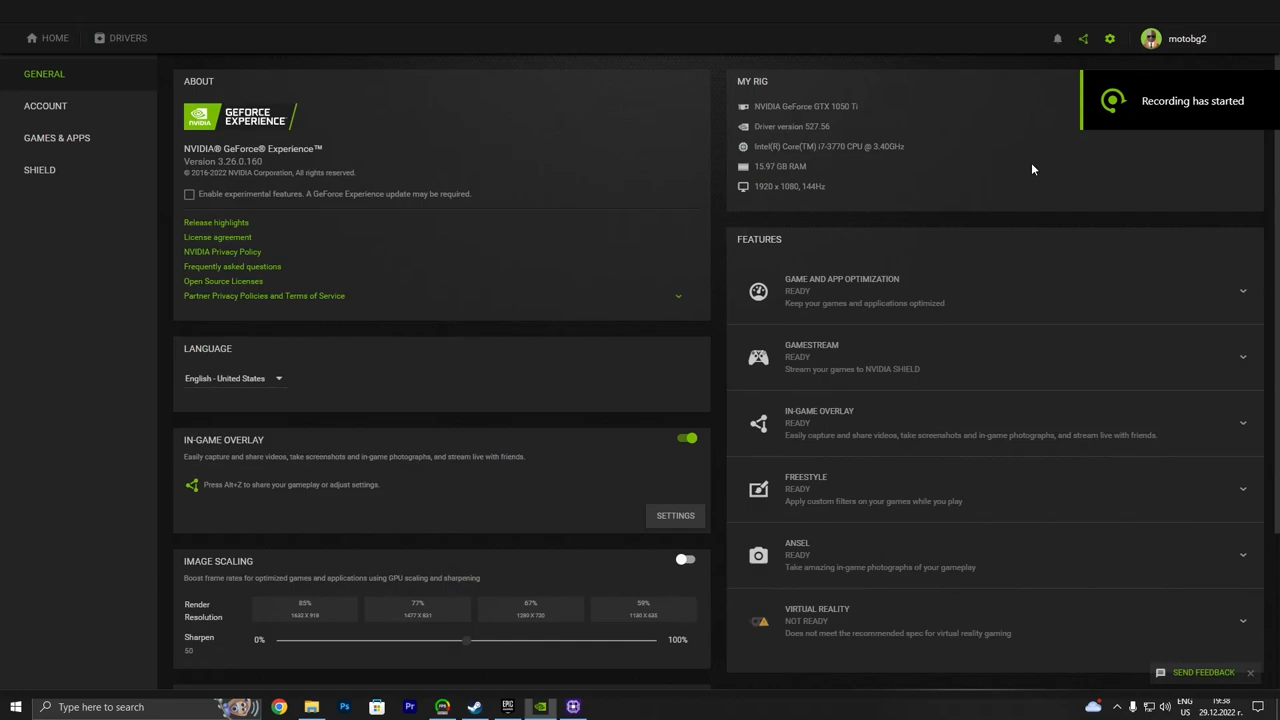 HOME
DRIVERS
motobg2
GENERAL
ACCOUNT
GAMES & APPS
SHIELD
ABOUT
NVIDIA
GEFORCE
EXPERIENCE
NVIDIA® GeForce® Experience™
Version 3.26.0.160
© 2016-2022 NVIDIA Corporation, All rights reserved.
Enable experimental features. A GeForce Experience update may be required.
Release highlights
License agreement
NVIDIA Privacy Policy
Frequently asked questions
Open Source Licenses
Partner Privacy Policies and Terms of Service
LANGUAGE
English - United States
IN-GAME OVERLAY
Easily capture and share videos, take screenshots and in-game photographs, and stream live with friends.
Press Alt+Z to share your gameplay or adjust settings.
SETTINGS
IMAGE SCALING
Boost frame rates for optimized games and applications using GPU scaling and sharpening
Render
Resolution
85%
1632 X 918
77%
1477 X 831
67%
1280 X 720
59%
1130 X 635
Sharpen
50
0%
100%
MY RIG
NVIDIA GeForce GTX 1050 Ti
Driver version 527.56
Intel(R) Core(TM) i7-3770 CPU @ 3.40GHz
15.97 GB RAM
1920 x 1080, 144Hz
Recording has started
FEATURES
GAME AND APP OPTIMIZATION
READY
Keep your games and applications optimized
GAMESTREAM
READY
Stream your games to NVIDIA SHIELD
IN-GAME OVERLAY
READY
Easily capture and share videos, take screenshots and in-game photographs, and stream live with friends.
FREESTYLE
READY
Apply custom filters on your games while you play
ANSEL
READY
Take amazing in-game photographs of your gameplay
VIRTUAL REALITY
NOT READY
Does not meet the recommended spec for virtual reality gaming
SEND FEEDBACK
Type here to search
Ps
Pr
EPIC
ENG
US
19:38
29.12.2022 г.